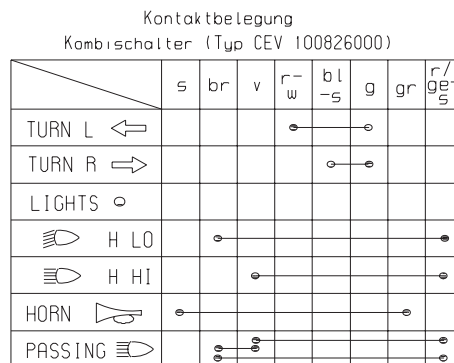 Kontaktbelegung
Kombischalter (Typ CEV 100826000)
s br v r-w bl-s g gr r/ge-s
TURN L
TURN R
LIGHTS
H LO
H HI
HORN
PASSING